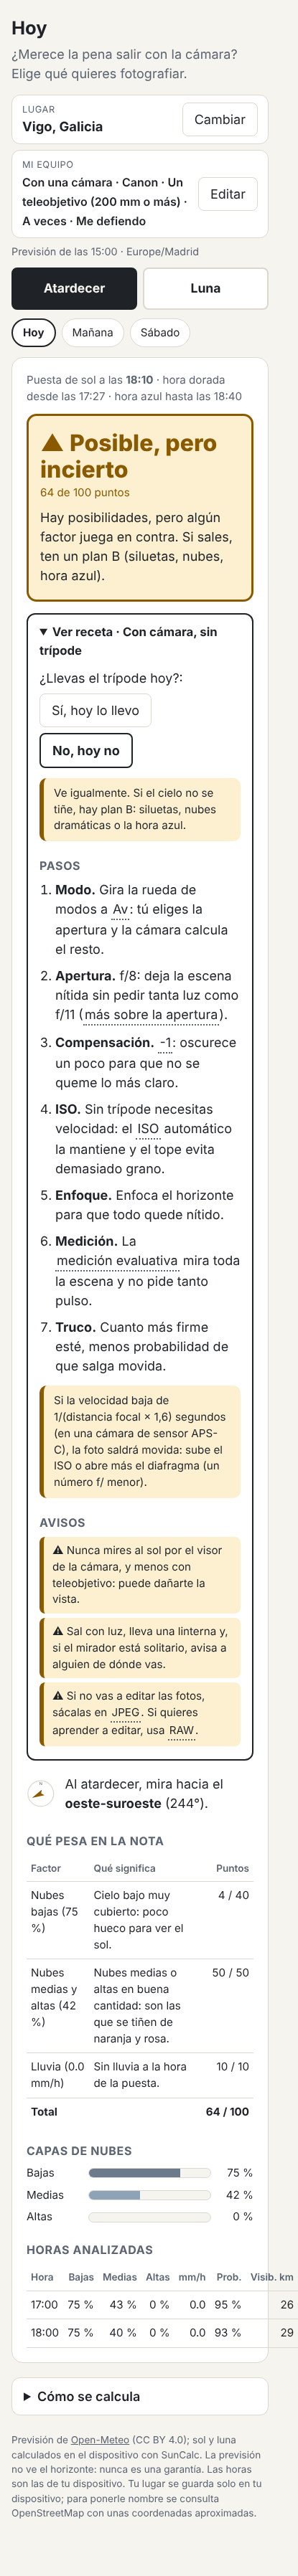 Hoy
¿Merece la pena salir con la cámara?
Elige qué quieres fotografiar.
LUGAR
Vigo, Galicia
Cambiar
MI EQUIPO
Con una cámara · Canon · Un
teleobjetivo (200 mm o más) ·
A veces · Me defiendo
Editar
Previsión de las 15:00 · Europe/Madrid
Atardecer
Luna
Hoy
Mañana
Sábado
Puesta de sol a las 18:10 · hora dorada
desde las 17:27 · hora azul hasta las 18:40
▲ Posible, pero
incierto
64 de 100 puntos
Hay posibilidades, pero algún
factor juega en contra. Si sales,
ten un plan B (siluetas, nubes,
hora azul).
▼ Ver receta · Con cámara, sin
trípode
¿Llevas el trípode hoy?:
Sí, hoy lo llevo
No, hoy no
Ve igualmente. Si el cielo no se
tiñe, hay plan B: siluetas, nubes
dramáticas o la hora azul.
PASOS
1. Modo. Gira la rueda de
modos a Av: tú eliges la
apertura y la cámara calcula
el resto.
2. Apertura. f/8: deja la escena
nítida sin pedir tanta luz como
f/11 (más sobre la apertura).
3. Compensación. -1: oscurece
un poco para que no se
queme lo más claro.
4. ISO. Sin trípode necesitas
velocidad: el ISO automático
la mantiene y el tope evita
demasiado grano.
5. Enfoque. Enfoca el horizonte
para que todo quede nítido.
6. Medición. La
medición evaluativa mira toda
la escena y no pide tanto
pulso.
7. Truco. Cuanto más firme
esté, menos probabilidad de
que salga movida.
Si la velocidad baja de
1/(distancia focal × 1,6) segundos
(en una cámara de sensor APS-
C), la foto saldrá movida: sube el
ISO o abre más el diafragma (un
número f/ menor).
AVISOS
⚠ Nunca mires al sol por el visor
de la cámara, y menos con
teleobjetivo: puede dañarte la
vista.
⚠ Sal con luz, lleva una linterna y,
si el mirador está solitario, avisa a
alguien de dónde vas.
⚠ Si no vas a editar las fotos,
sácalas en JPEG. Si quieres
aprender a editar, usa RAW.
Al atardecer, mira hacia el
oeste-suroeste (244°).
QUÉ PESA EN LA NOTA
Factor Qué significa Puntos
Nubes bajas (75 %) Cielo bajo muy cubierto: poco hueco para ver el sol. 4 / 40
Nubes medias y altas (42 %) Nubes medias o altas en buena cantidad: son las que se tiñen de naranja y rosa. 50 / 50
Lluvia (0.0 mm/h) Sin lluvia a la hora de la puesta. 10 / 10
Total 64 / 100
CAPAS DE NUBES
Bajas 75 %
Medias 42 %
Altas 0 %
HORAS ANALIZADAS
Hora Bajas Medias Altas mm/h Prob. Visib. km
17:00 75 % 43 % 0 % 0.0 95 % 26
18:00 75 % 40 % 0 % 0.0 93 % 29
▶ Cómo se calcula
Previsión de Open-Meteo (CC BY 4.0); sol y luna
calculados en el dispositivo con SunCalc. La previsión
no ve el horizonte: nunca es una garantía. Las horas
son las de tu dispositivo. Tu lugar se guarda solo en tu
dispositivo; para ponerle nombre se consulta
OpenStreetMap con unas coordenadas aproximadas.